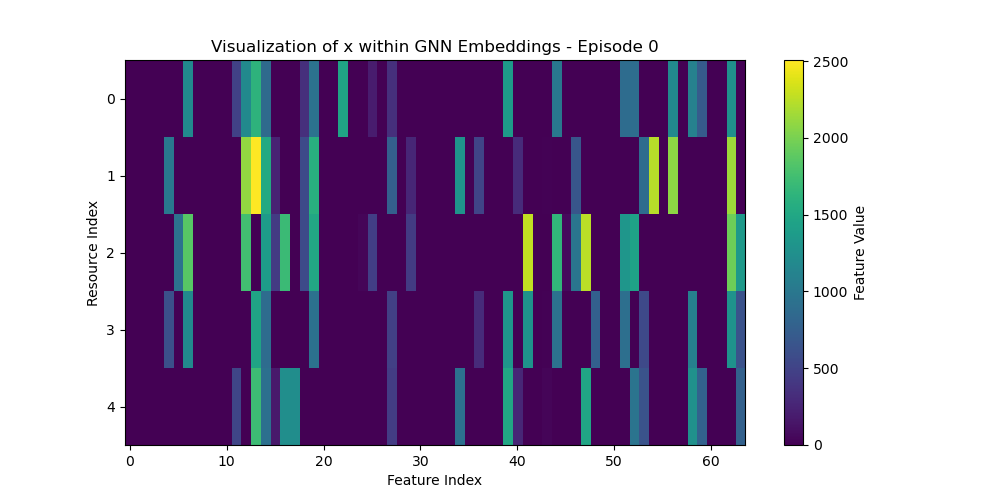 Visualization of x within GNN Embeddings - Episode 0
Resource Index
0
1
2
3
4
0 10 20 30 40 50 60
Feature Index
2500
2000
1500
1000
500
0
Feature Value